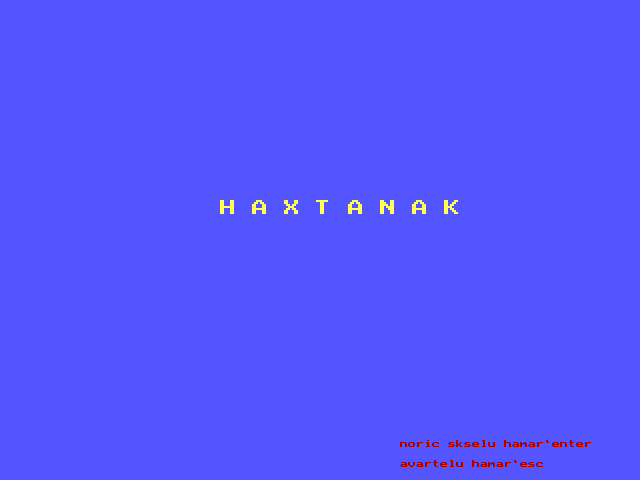 H A X T A N A K
noric skselu hamar`enter
avartelu hamar`esc